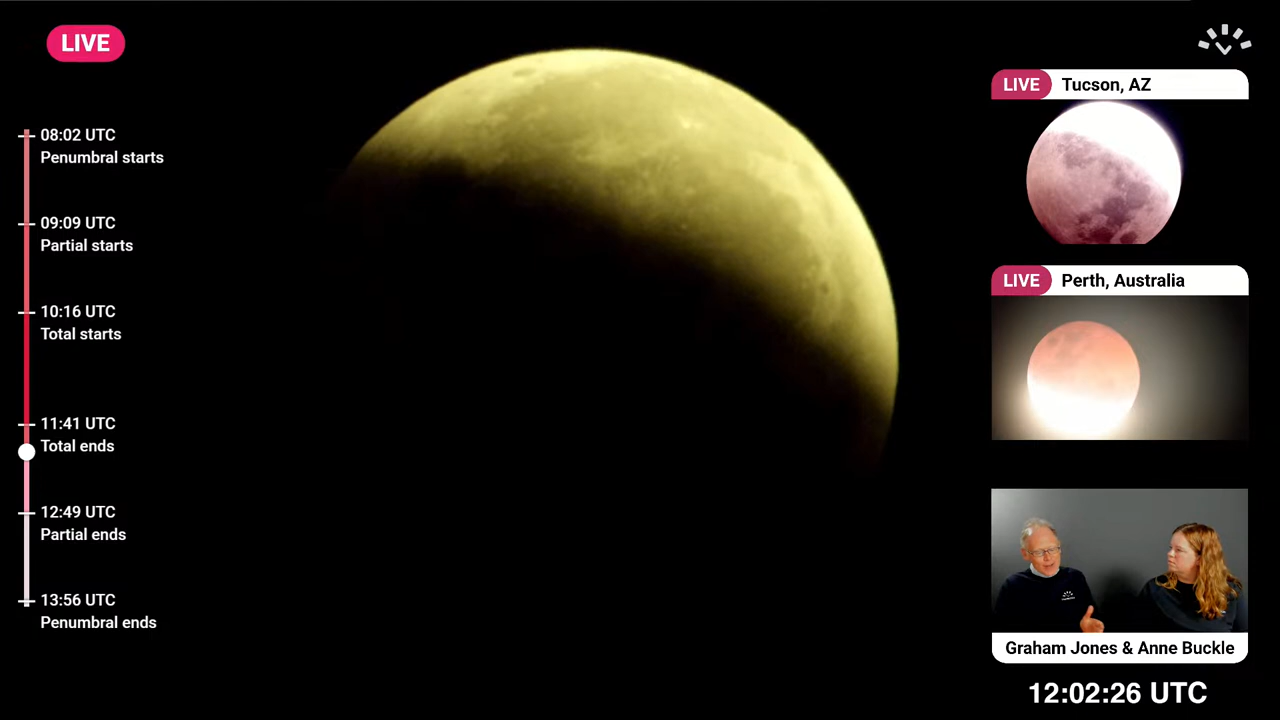 LIVE
08:02 UTC
Penumbral starts
09:09 UTC
Partial starts
10:16 UTC
Total starts
11:41 UTC
Total ends
12:49 UTC
Partial ends
13:56 UTC
Penumbral ends
LIVE Tucson, AZ
LIVE Perth, Australia
Graham Jones & Anne Buckle
12:02:26 UTC